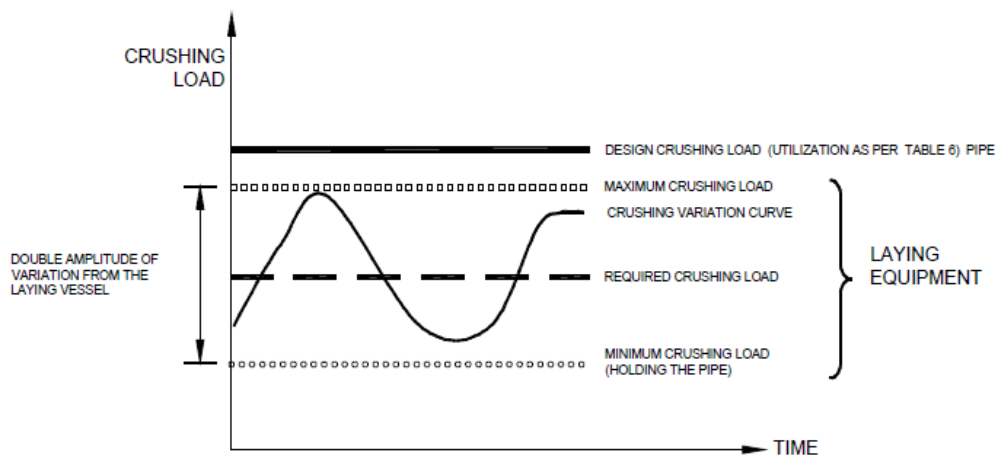 CRUSHING
LOAD
DESIGN CRUSHING LOAD (UTILIZATION AS PER TABLE 6) PIPE
MAXIMUM CRUSHING LOAD
CRUSHING VARIATION CURVE
DOUBLE AMPLITUDE OF
VARIATION FROM THE
LAYING VESSEL
REQUIRED CRUSHING LOAD
LAYING
EQUIPMENT
MINIMUM CRUSHING LOAD
(HOLDING THE PIPE)
TIME